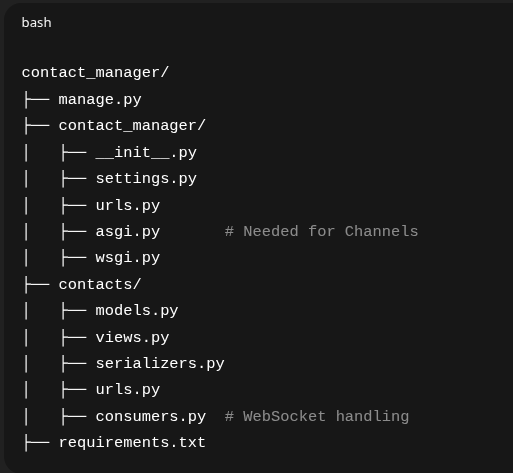 bash
contact_manager/
├── manage.py
├── contact_manager/
│   ├── __init__.py
│   ├── settings.py
│   ├── urls.py
│   ├── asgi.py       # Needed for Channels
│   ├── wsgi.py
├── contacts/
│   ├── models.py
│   ├── views.py
│   ├── serializers.py
│   ├── urls.py
│   ├── consumers.py  # WebSocket handling
├── requirements.txt